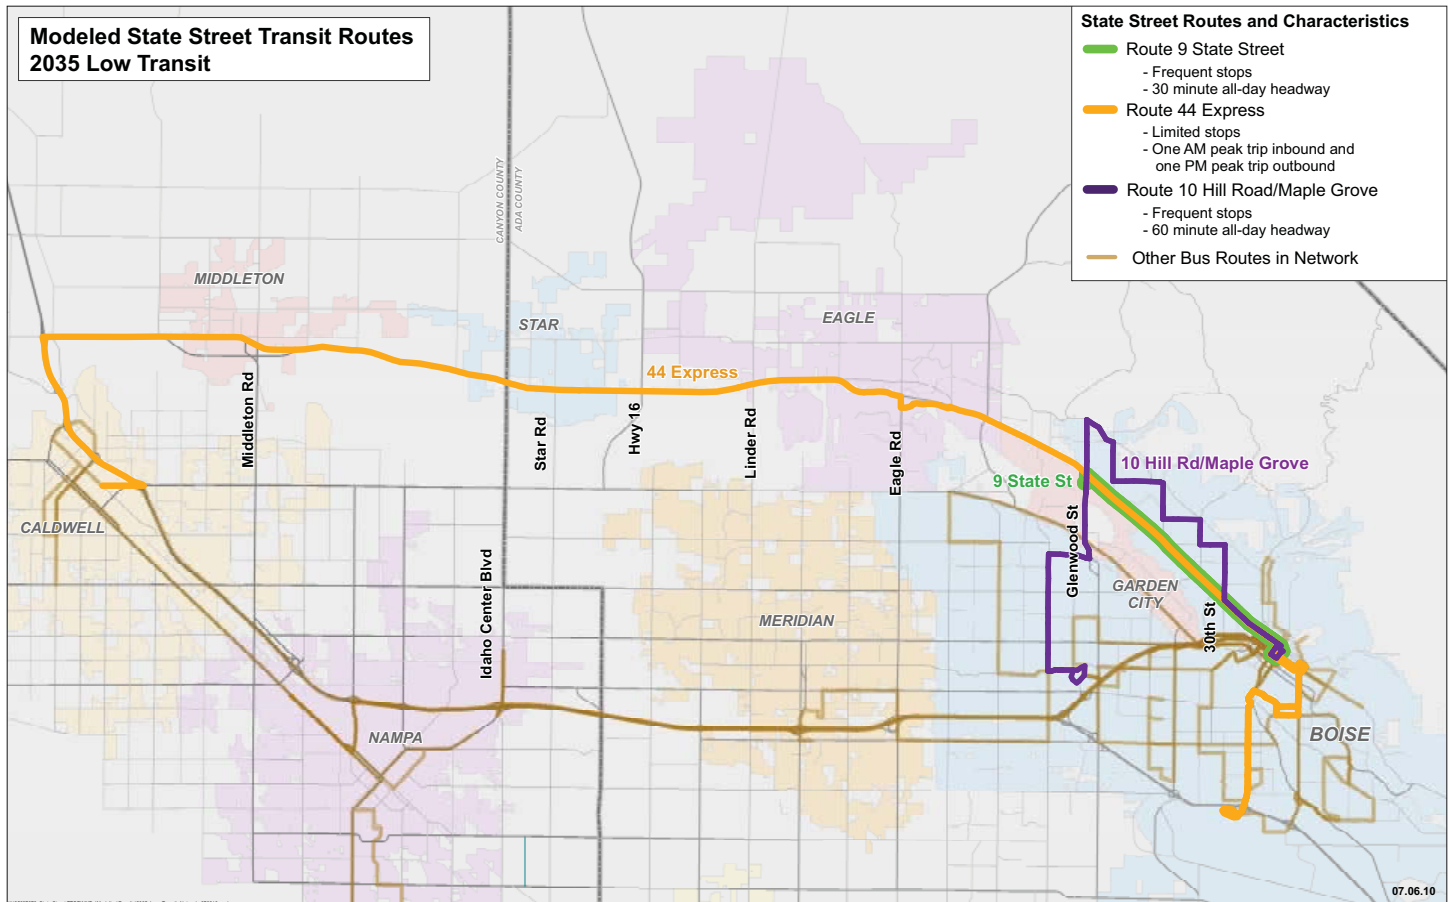 Modeled State Street Transit Routes
2035 Low Transit
State Street Routes and Characteristics
Route 9 State Street
- Frequent stops
- 30 minute all-day headway
Route 44 Express
- Limited stops
- One AM peak trip inbound and
one PM peak trip outbound
Route 10 Hill Road/Maple Grove
- Frequent stops
- 60 minute all-day headway
Other Bus Routes in Network
CANYON COUNTY
ADA COUNTY
MIDDLETON
STAR
EAGLE
44 Express
Middleton Rd
Star Rd
Hwy 16
Linder Rd
Eagle Rd
10 Hill Rd/Maple Grove
9 State St
Glenwood St
CALDWELL
Idaho Center Blvd
MERIDIAN
GARDEN
CITY
30th St
NAMPA
BOISE
07.06.10